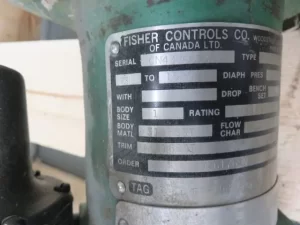 FISHER CONTROLS CO.
OF CANADA LTD.
SERIAL TYPE
TO DIAPH PRES
WITH DROP BENCH SET
BODY SIZE 1 RATING
BODY MATL FLOW CHAR
TRIM
ORDER
TAG